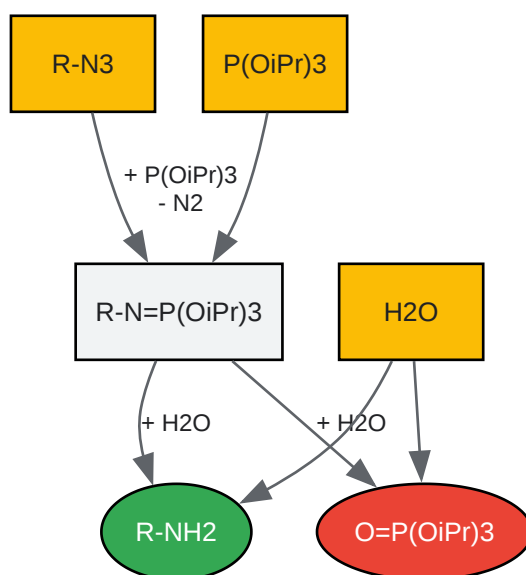 R-N3
P(OiPr)3
+ P(OiPr)3
- N2
R-N=P(OiPr)3
H2O
+ H2O
+ H2O
R-NH2
O=P(OiPr)3